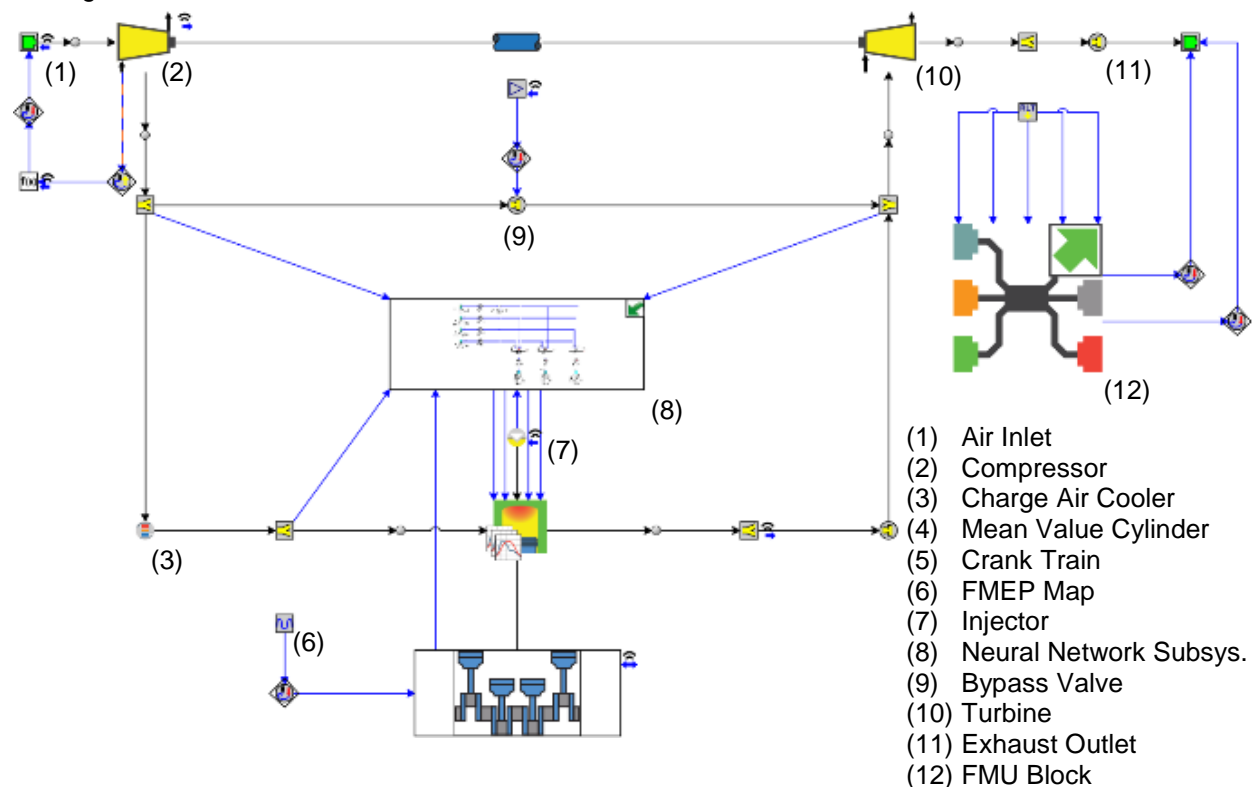 (1)
(2)
(10)
(11)
(9)
(12)
(8)
(7)
(3)
(6)
(1) Air Inlet
(2) Compressor
(3) Charge Air Cooler
(4) Mean Value Cylinder
(5) Crank Train
(6) FMEP Map
(7) Injector
(8) Neural Network Subsys.
(9) Bypass Valve
(10) Turbine
(11) Exhaust Outlet
(12) FMU Block